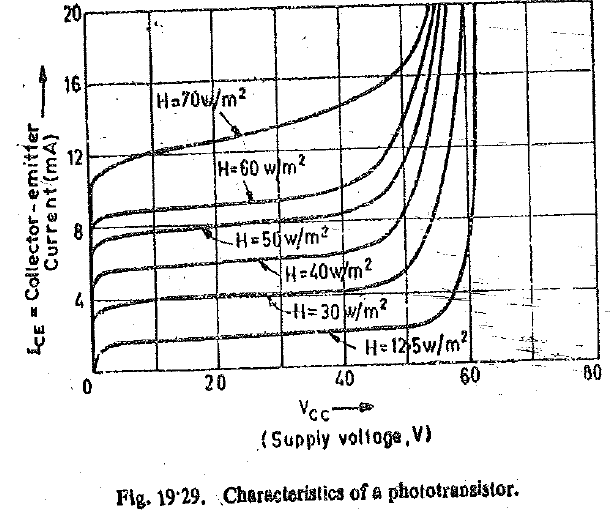 20
16
12
8
4
I_CE = Collector-emitter
Current (mA)
H=70w/m²
H=60 w/m²
H=50w/m²
H=40w/m²
H=30 w/m²
H=12.5w/m²
0 20 40 60 80
V_CC
(Supply voltage, V)
Fig. 19·29. Characteristics of a phototransistor.